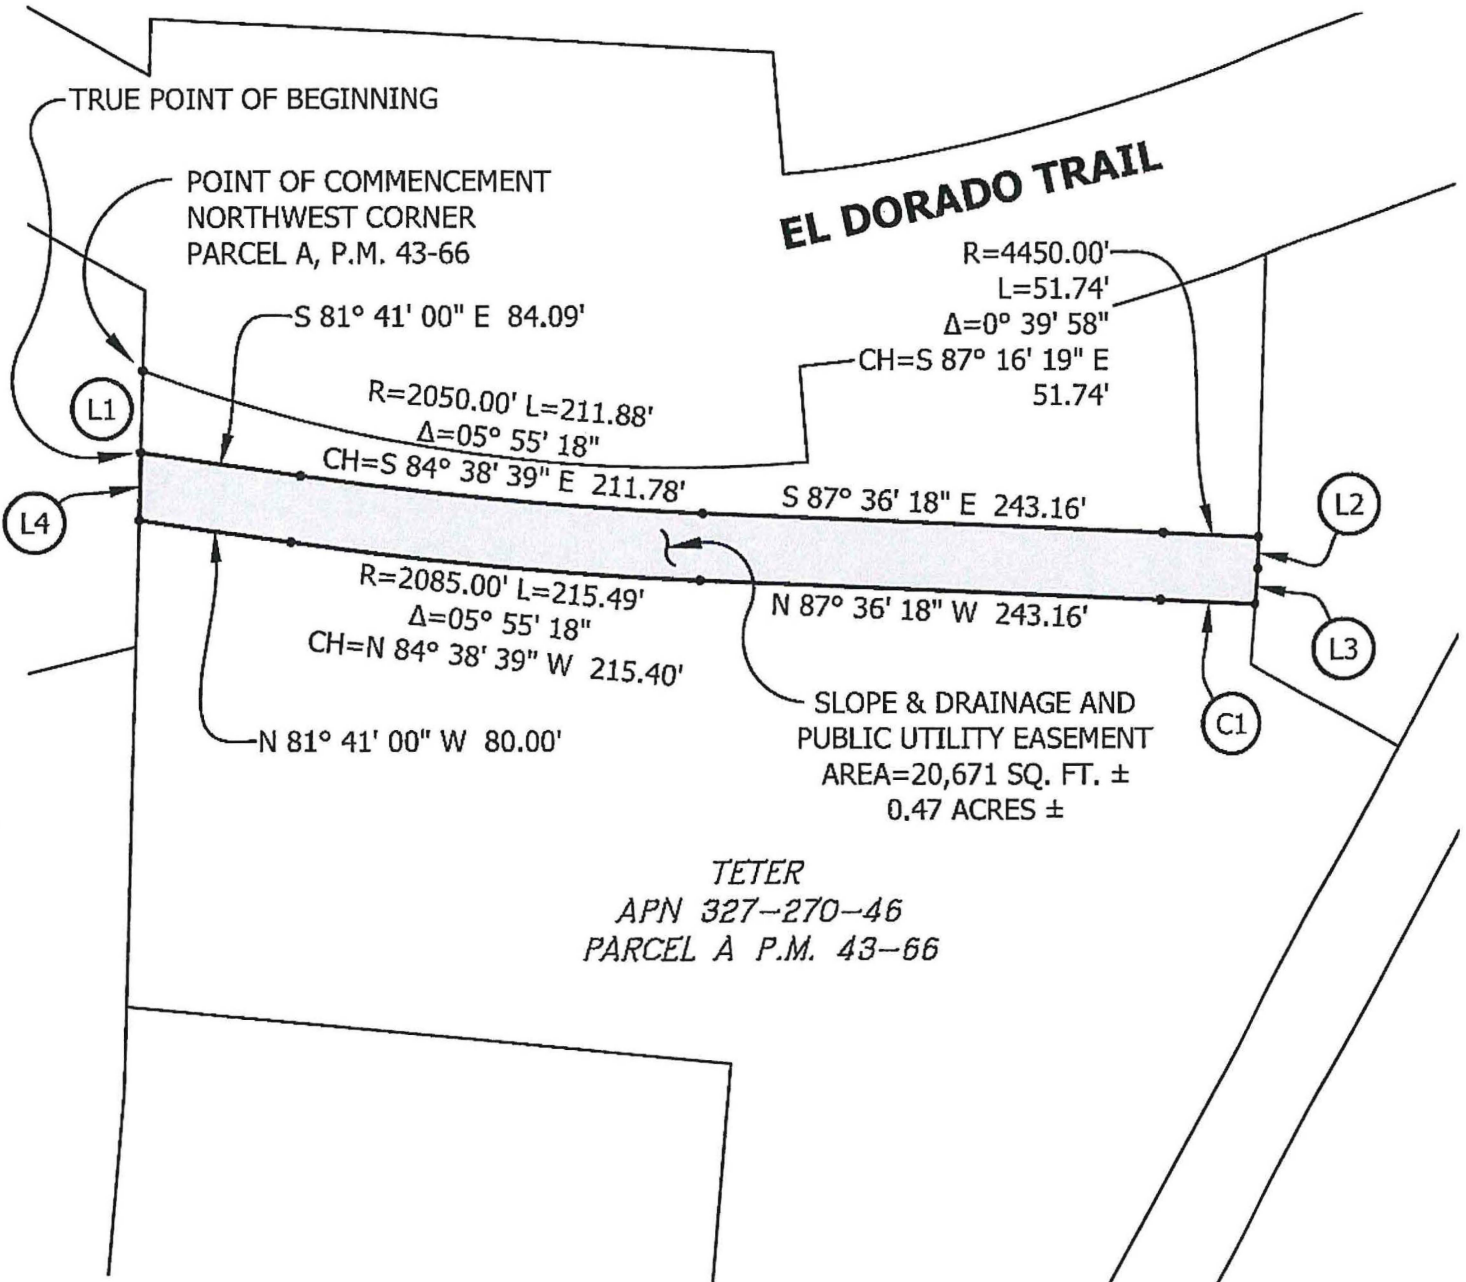 TRUE POINT OF BEGINNING
POINT OF COMMENCEMENT
NORTHWEST CORNER
PARCEL A, P.M. 43-66
EL DORADO TRAIL
R=4450.00'
L=51.74'
Δ=0° 39' 58"
CH=S 87° 16' 19" E
51.74'
S 81° 41' 00" E 84.09'
L1
R=2050.00' L=211.88'
Δ=05° 55' 18"
CH=S 84° 38' 39" E 211.78'
S 87° 36' 18" E 243.16'
L2
L4
R=2085.00' L=215.49'
Δ=05° 55' 18"
CH=N 84° 38' 39" W 215.40'
N 87° 36' 18" W 243.16'
L3
C1
N 81° 41' 00" W 80.00'
SLOPE & DRAINAGE AND
PUBLIC UTILITY EASEMENT
AREA=20,671 SQ. FT. ±
0.47 ACRES ±
TETER
APN 327-270-46
PARCEL A P.M. 43-66